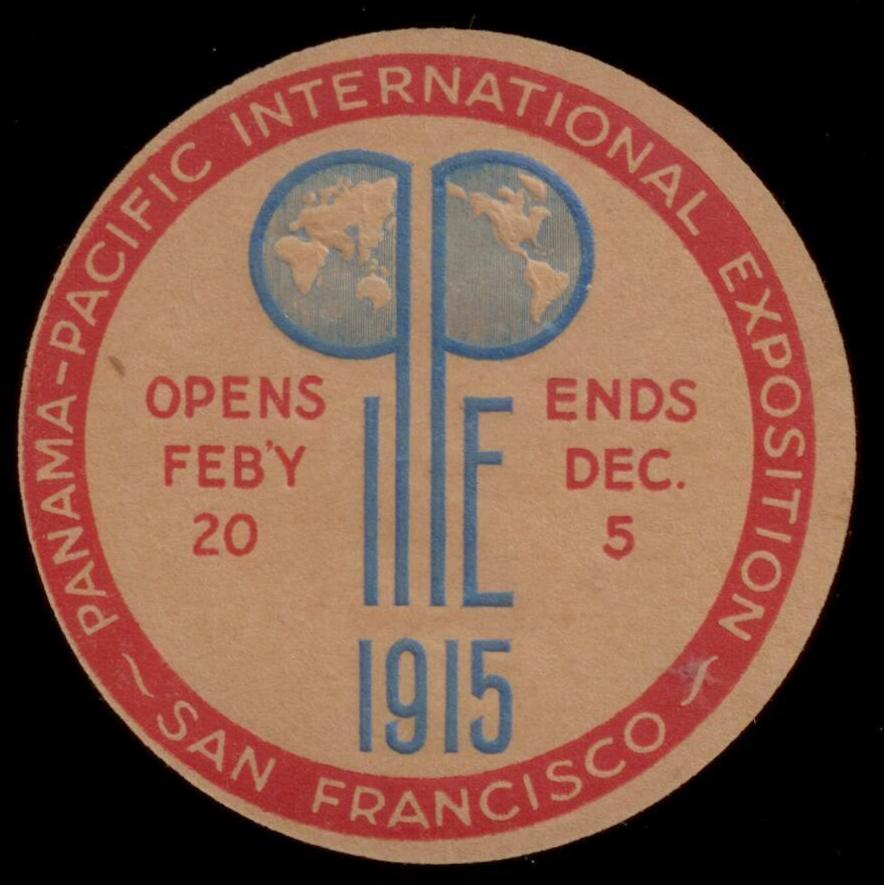 PANAMA-PACIFIC INTERNATIONAL EXPOSITION
OPENS
FEB'Y
20
PPIE
ENDS
DEC.
5
1915
SAN FRANCISCO